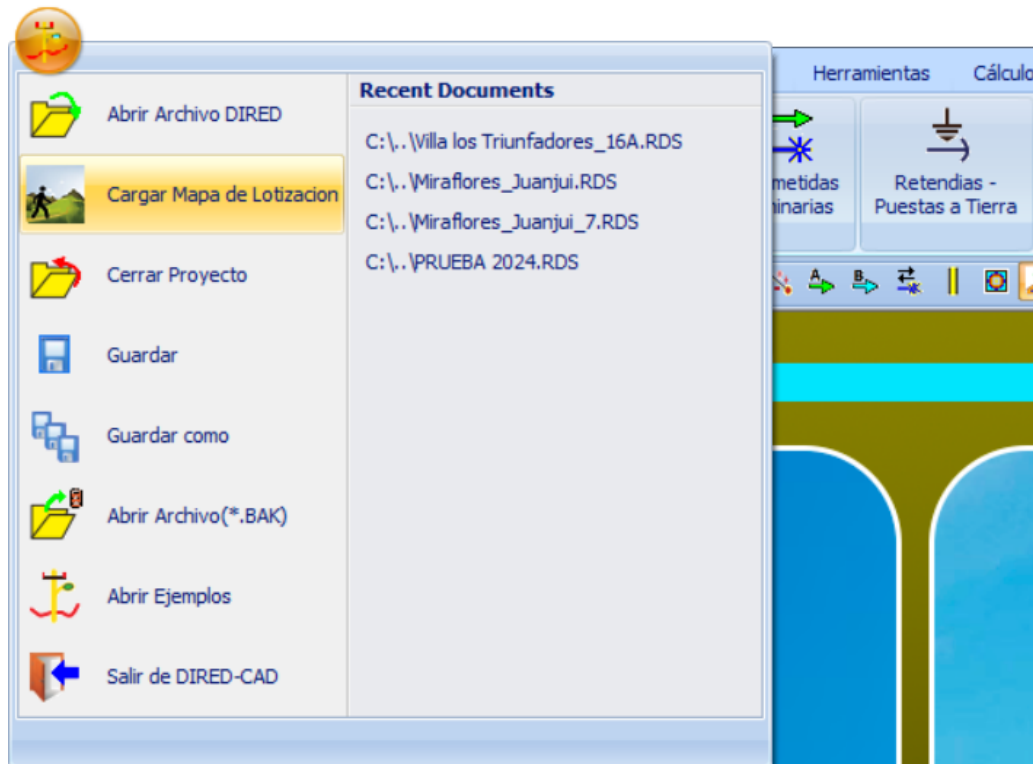 Abrir Archivo DIRED
Cargar Mapa de Lotizacion
Cerrar Proyecto
Guardar
Guardar como
Abrir Archivo(*.BAK)
Abrir Ejemplos
Salir de DIRED-CAD
Recent Documents
C:\..\Villa los Triunfadores_16A.RDS
C:\..\Miraflores_Juanjui.RDS
C:\..\Miraflores_Juanjui_7.RDS
C:\..\PRUEBA 2024.RDS
Herramientas
Cálculo
metidas
inarias
Retendias -
Puestas a Tierra
A
B